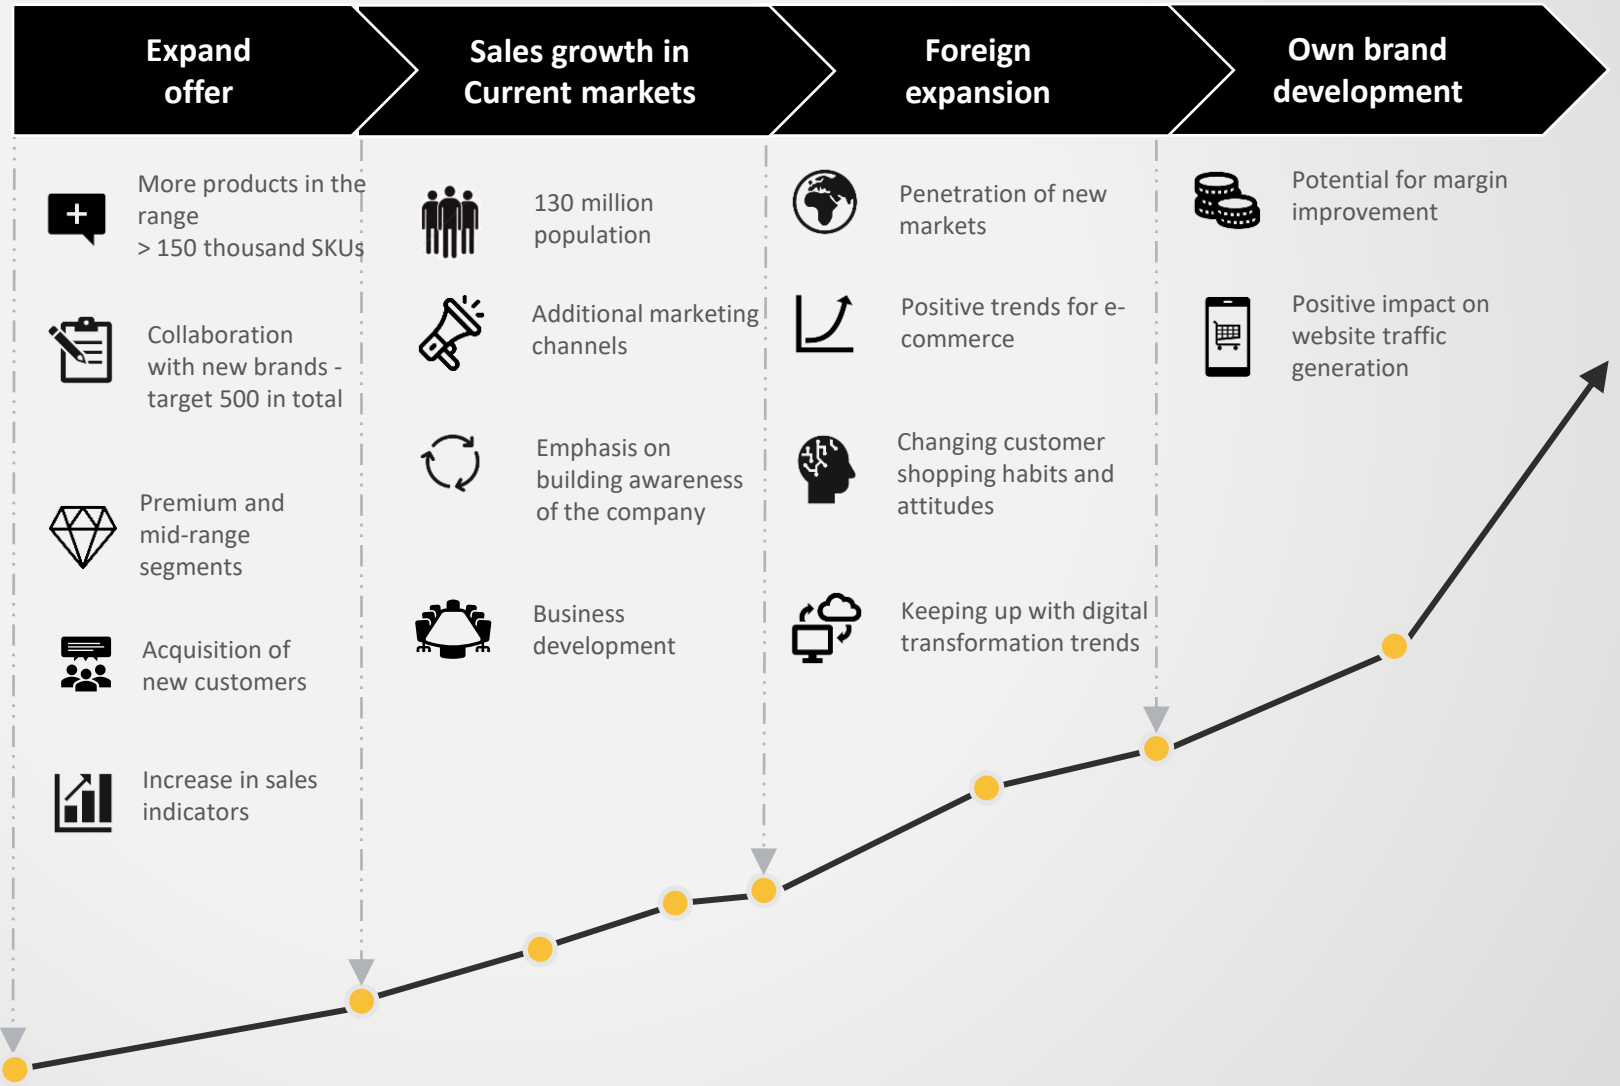 Expand
offer
Sales growth in
Current markets
Foreign
expansion
Own brand
development
More products in the
range
> 150 thousand SKUs
Collaboration
with new brands -
target 500 in total
Premium and
mid-range
segments
Acquisition of
new customers
Increase in sales
indicators
130 million
population
Additional marketing
channels
Emphasis on
building awareness
of the company
Business
development
Penetration of new
markets
Positive trends for e-
commerce
Changing customer
shopping habits and
attitudes
Keeping up with digital
transformation trends
Potential for margin
improvement
Positive impact on
website traffic
generation